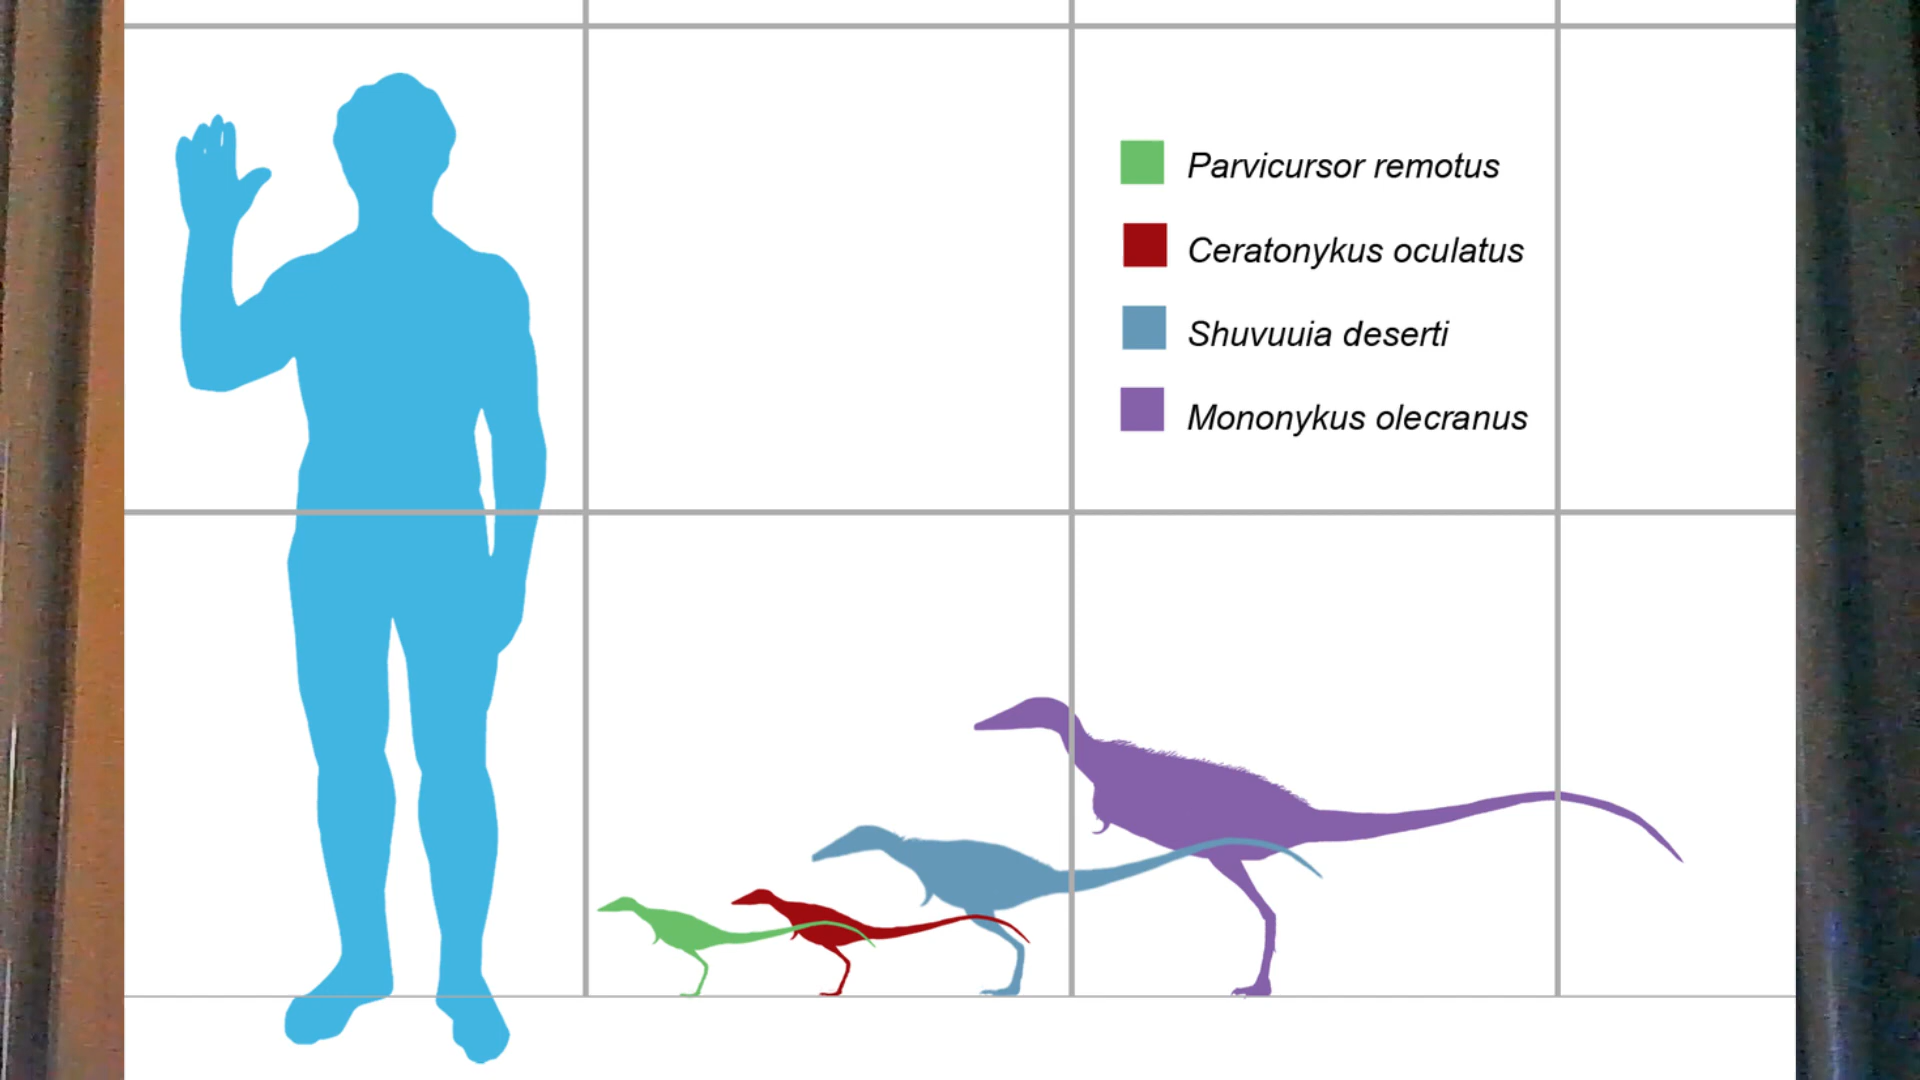 Parvicursor remotus
Ceratonykus oculatus
Shuvuuia deserti
Mononykus olecranus